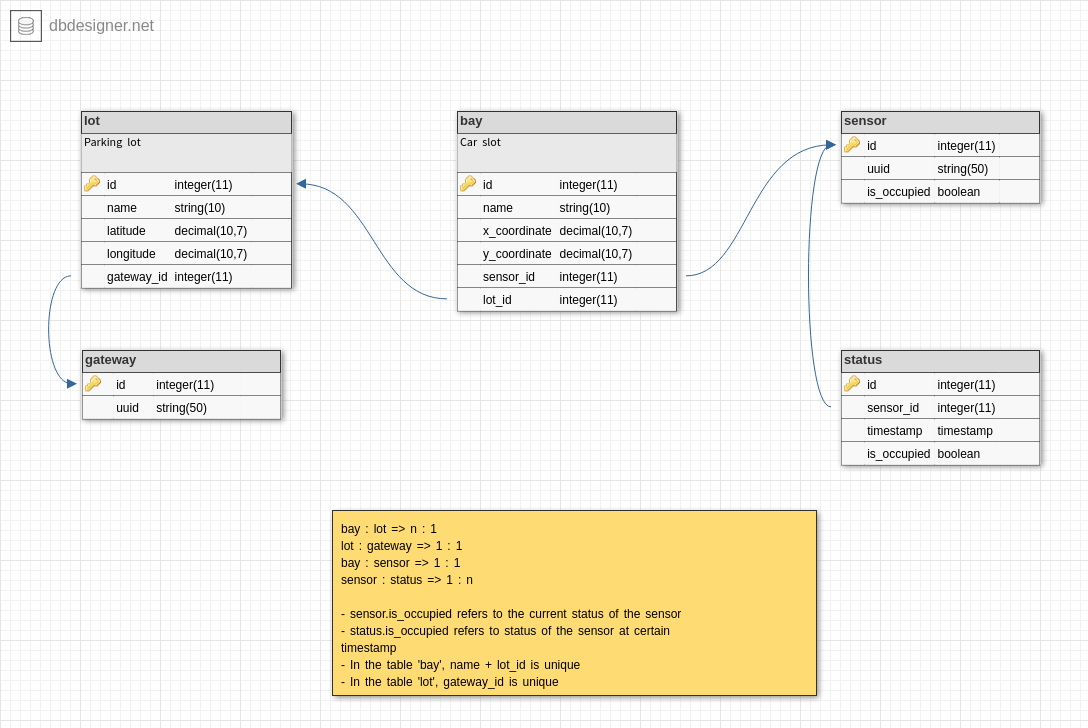 dbdesigner.net
lot
Parking lot
id integer(11)
name string(10)
latitude decimal(10,7)
longitude decimal(10,7)
gateway_id integer(11)
bay
Car slot
id integer(11)
name string(10)
x_coordinate decimal(10,7)
y_coordinate decimal(10,7)
sensor_id integer(11)
lot_id integer(11)
sensor
id integer(11)
uuid string(50)
is_occupied boolean
gateway
id integer(11)
uuid string(50)
status
id integer(11)
sensor_id integer(11)
timestamp timestamp
is_occupied boolean
bay : lot => n : 1
lot : gateway => 1 : 1
bay : sensor => 1 : 1
sensor : status => 1 : n
- sensor.is_occupied refers to the current status of the sensor
- status.is_occupied refers to status of the sensor at certain
timestamp
- In the table 'bay', name + lot_id is unique
- In the table 'lot', gateway_id is unique